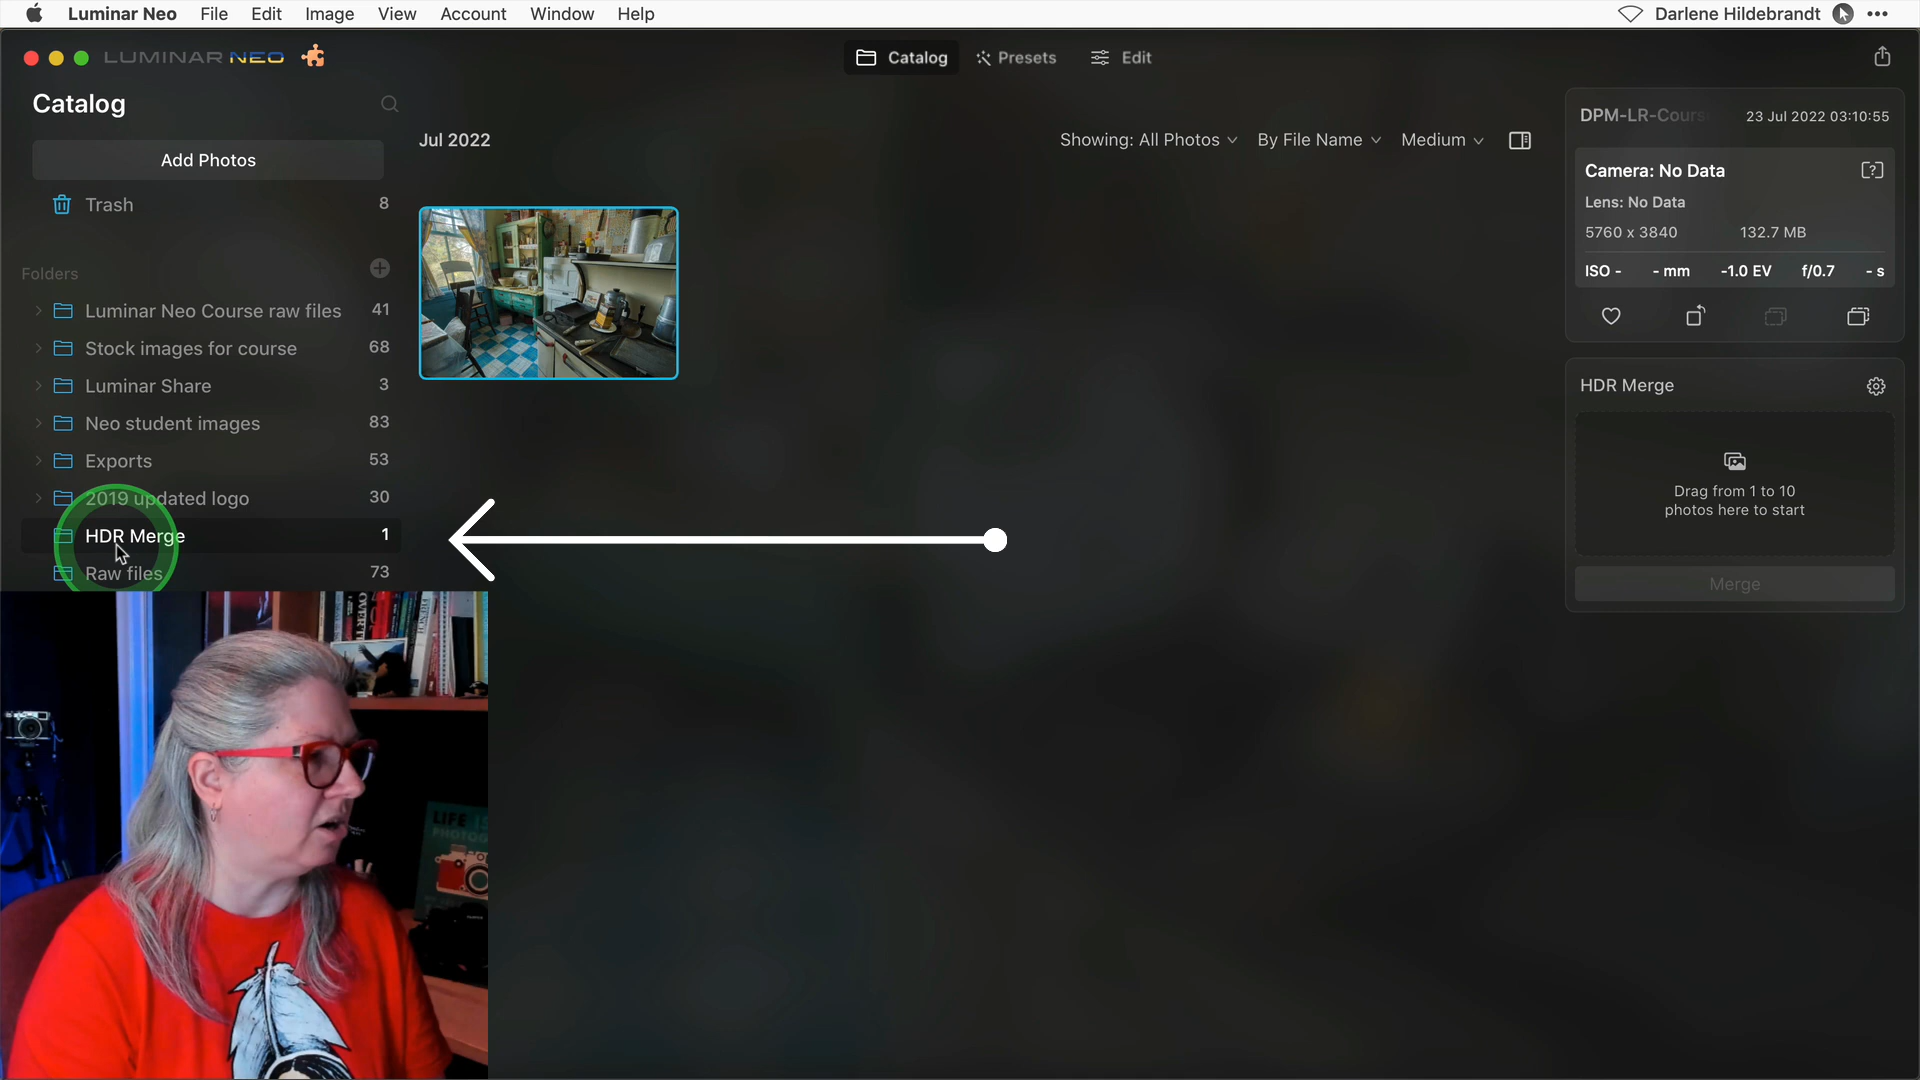 Luminar Neo File Edit Image View Account Window Help Darlene Hildebrandt
LUMINAR NEO Catalog Presets Edit
Catalog
Add Photos
Trash 8
Folders
Luminar Neo Course raw files 41
Stock images for course 68
Luminar Share 3
Neo student images 83
Exports 53
2019 updated logo 30
HDR Merge 1
Raw files 73
Jul 2022 Showing: All Photos By File Name Medium
DPM-LR-Cours 23 Jul 2022 03:10:55
Camera: No Data [?]
Lens: No Data
5760 x 3840 132.7 MB
ISO - - mm -1.0 EV f/0.7 - s
HDR Merge
Drag from 1 to 10
photos here to start
Merge
LIFE IS